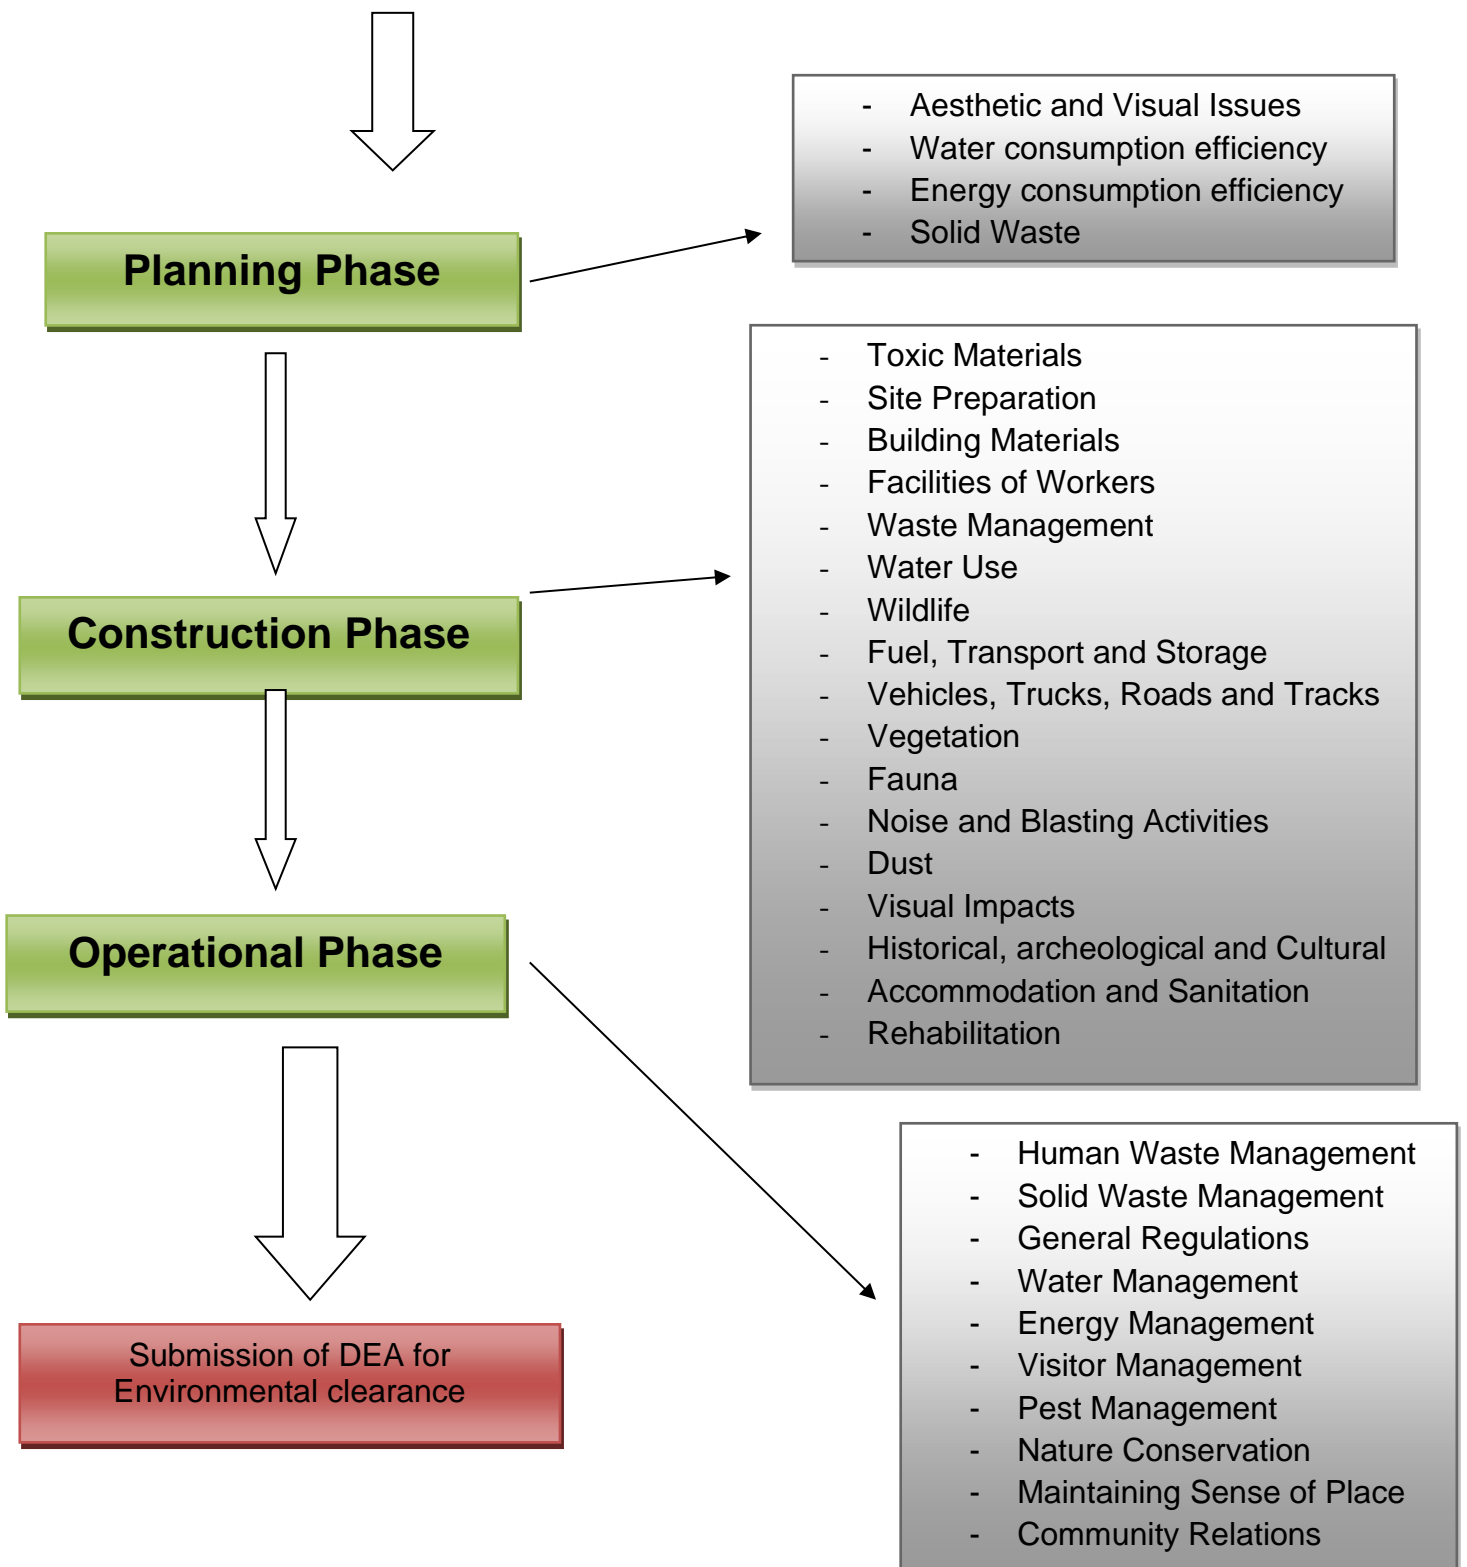 - Aesthetic and Visual Issues
- Water consumption efficiency
- Energy consumption efficiency
- Solid Waste
Planning Phase
- Toxic Materials
- Site Preparation
- Building Materials
- Facilities of Workers
- Waste Management
- Water Use
- Wildlife
- Fuel, Transport and Storage
- Vehicles, Trucks, Roads and Tracks
- Vegetation
- Fauna
- Noise and Blasting Activities
- Dust
- Visual Impacts
- Historical, archeological and Cultural
- Accommodation and Sanitation
- Rehabilitation
Construction Phase
Operational Phase
- Human Waste Management
- Solid Waste Management
- General Regulations
- Water Management
- Energy Management
- Visitor Management
- Pest Management
- Nature Conservation
- Maintaining Sense of Place
- Community Relations
Submission of DEA for
Environmental clearance